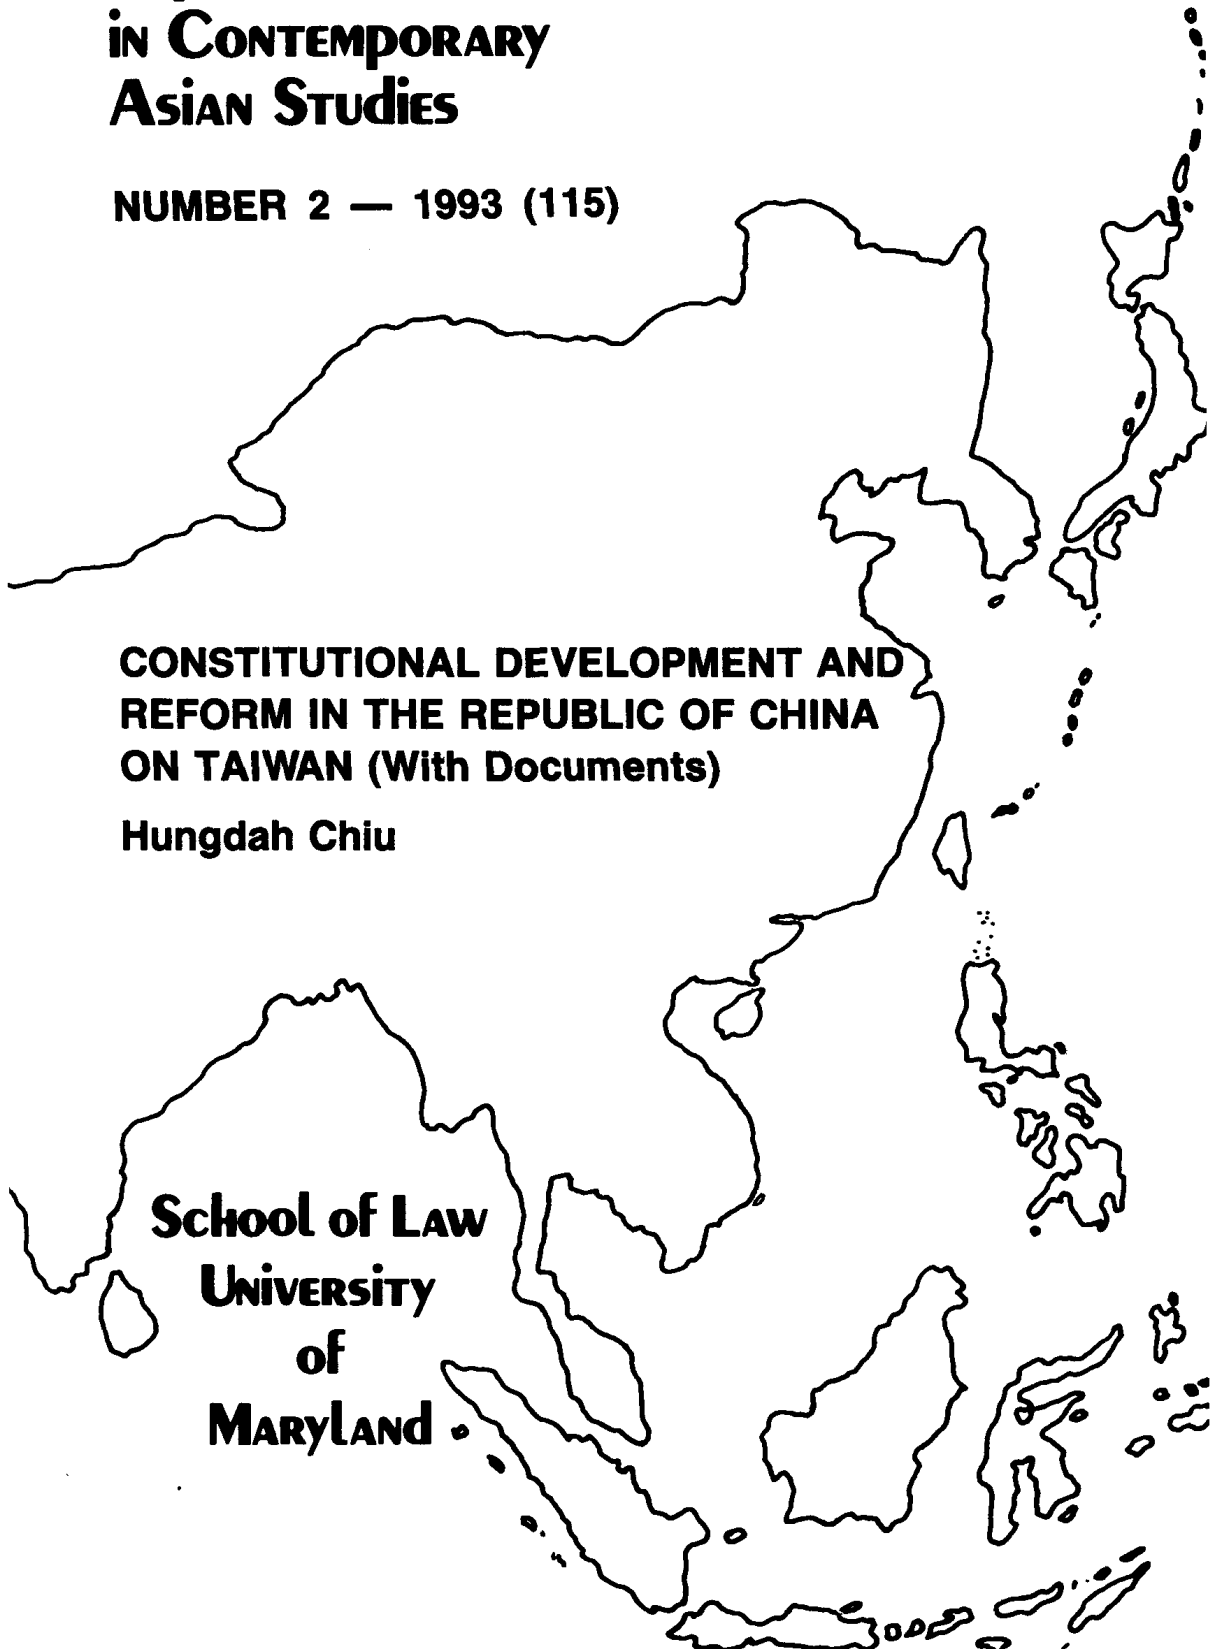 in Contemporary
Asian Studies
NUMBER 2 — 1993 (115)
CONSTITUTIONAL DEVELOPMENT AND
REFORM IN THE REPUBLIC OF CHINA
ON TAIWAN (With Documents)
Hungdah Chiu
School of Law
University
of
Maryland